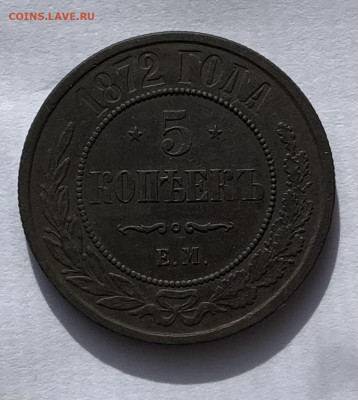 COINS.LAVE.RU
1872 ГОДА
5
КОПѢЕКЪ
Е.М.